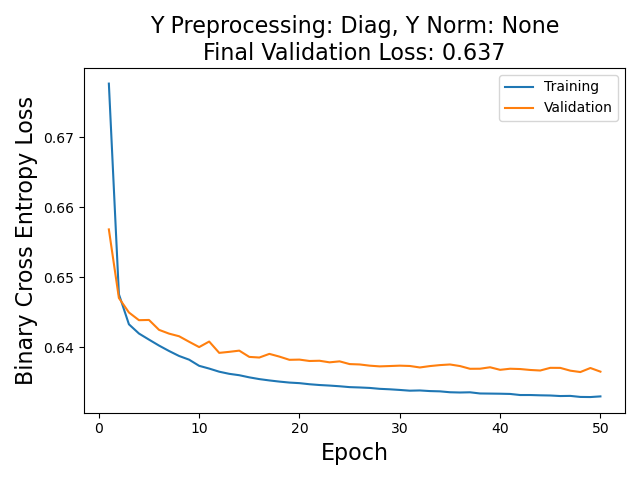 Y Preprocessing: Diag, Y Norm: None
Final Validation Loss: 0.637
Training
Validation
Binary Cross Entropy Loss
0.67
0.66
0.65
0.64
0
10
20
30
40
50
Epoch